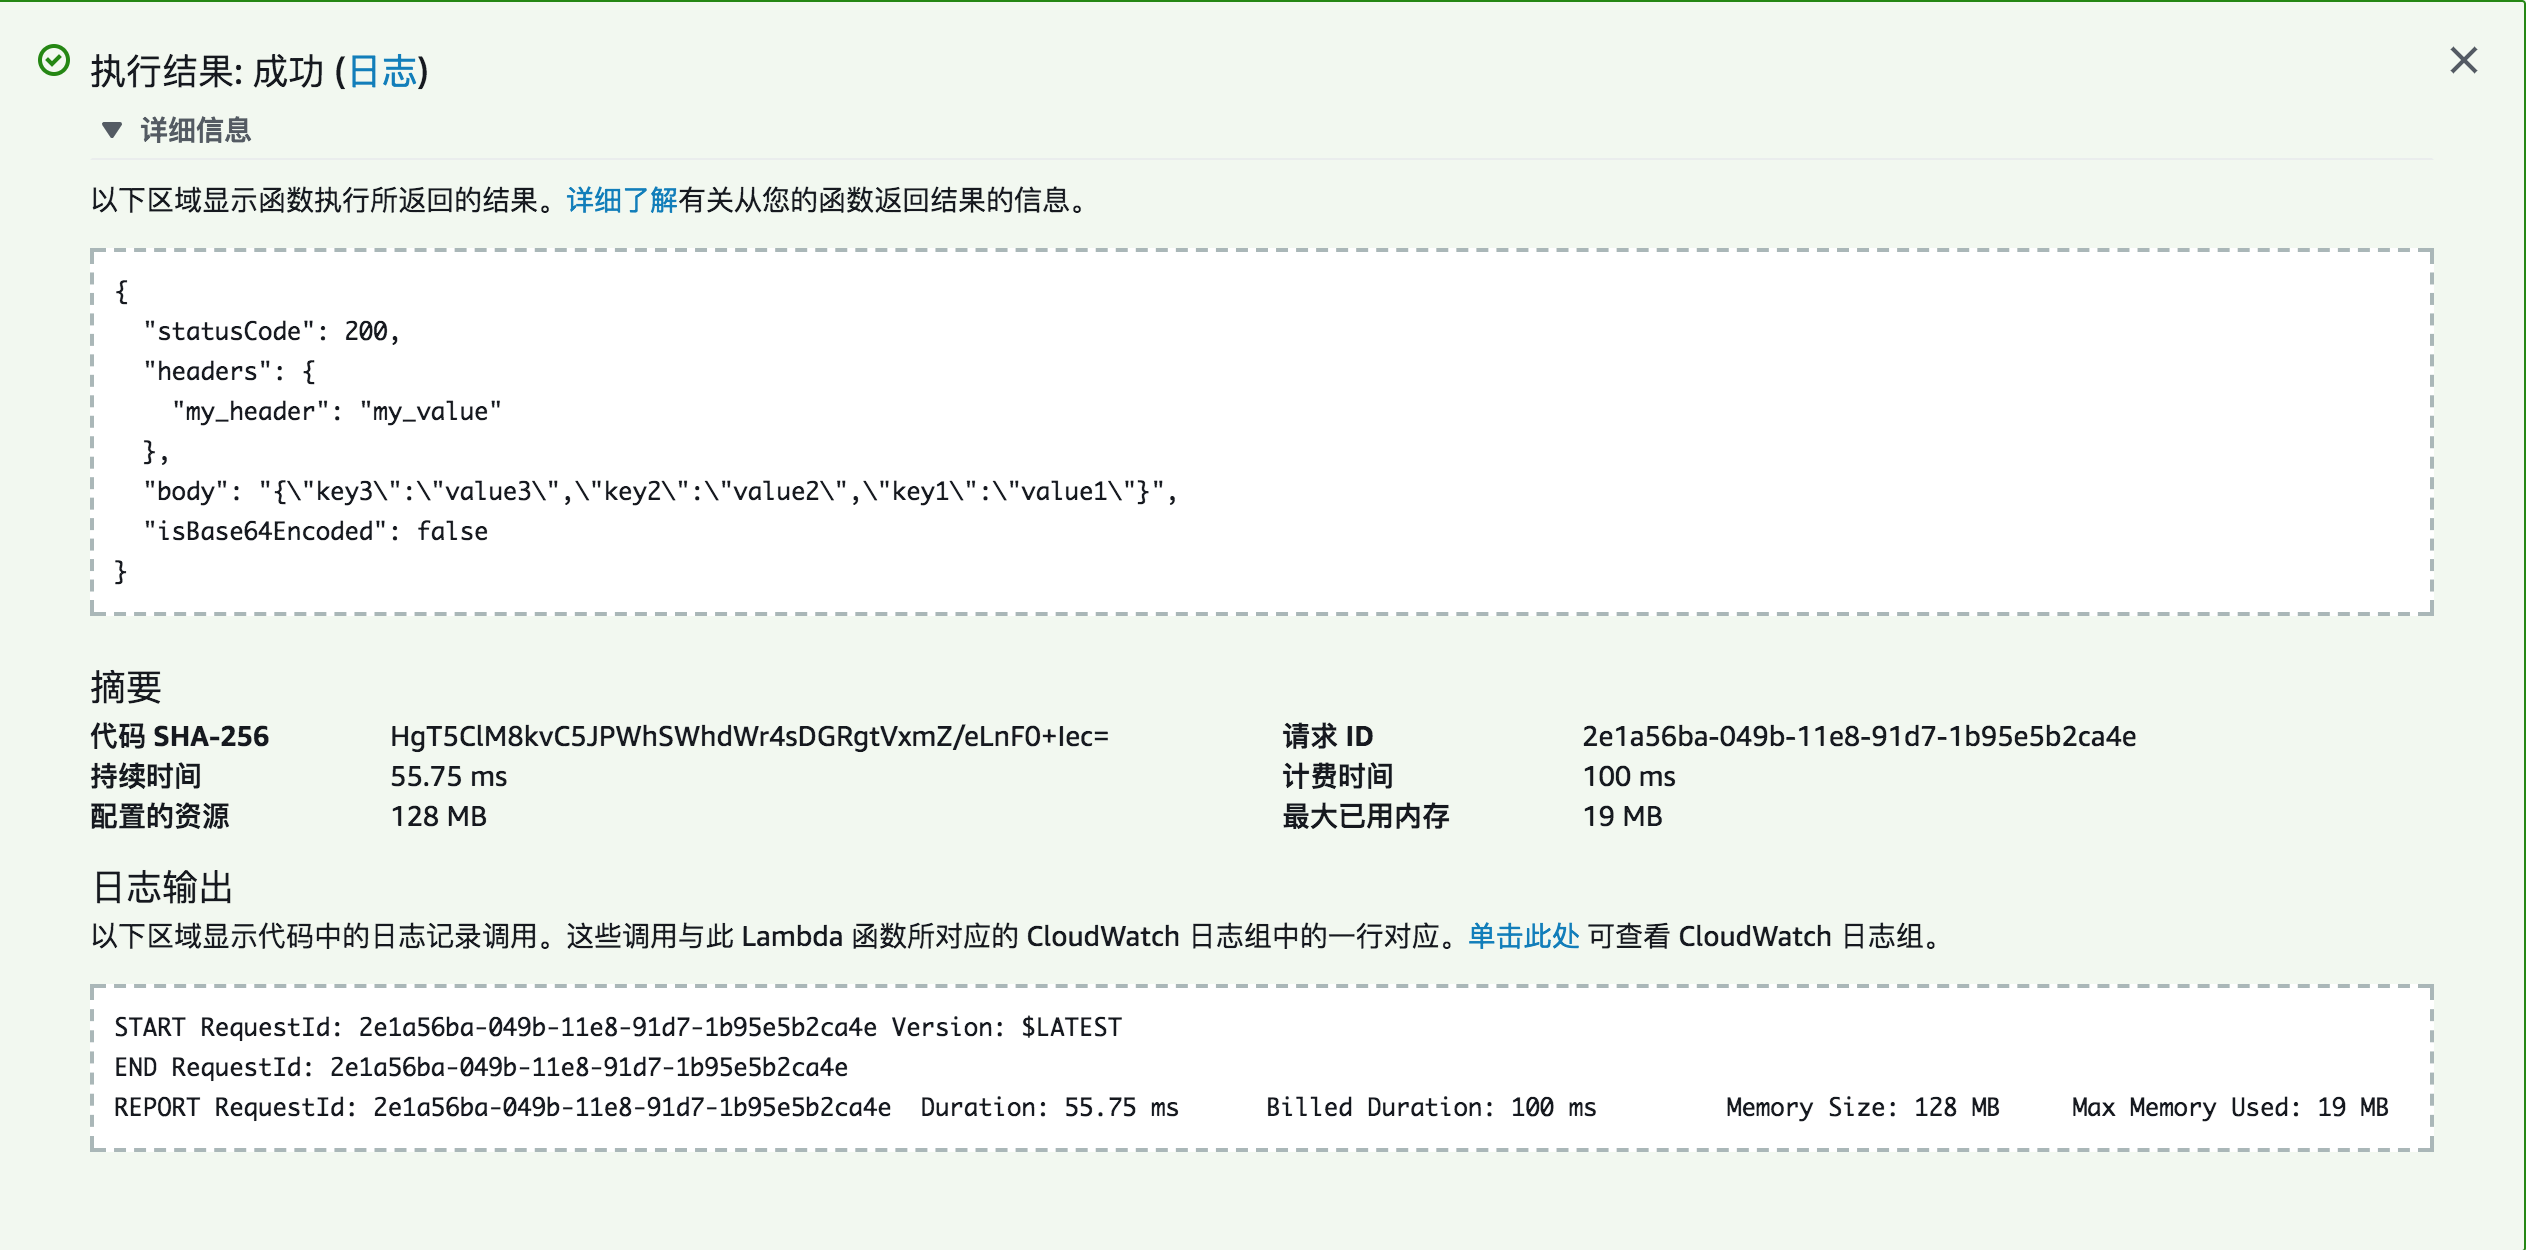 执行结果: 成功 (日志)
▼ 详细信息
以下区域显示函数执行所返回的结果。详细了解有关从您的函数返回结果的信息。
{
  "statusCode": 200,
  "headers": {
    "my_header": "my_value"
  },
  "body": "{\"key3\":\"value3\",\"key2\":\"value2\",\"key1\":\"value1\"}",
  "isBase64Encoded": false
}
摘要
代码 SHA-256 HgT5ClM8kvC5JPWhSWhdWr4sDGRgtVxmZ/eLnF0+Iec= 请求 ID 2e1a56ba-049b-11e8-91d7-1b95e5b2ca4e
持续时间 55.75 ms 计费时间 100 ms
配置的资源 128 MB 最大已用内存 19 MB
日志输出
以下区域显示代码中的日志记录调用。这些调用与此 Lambda 函数所对应的 CloudWatch 日志组中的一行对应。单击此处 可查看 CloudWatch 日志组。
START RequestId: 2e1a56ba-049b-11e8-91d7-1b95e5b2ca4e Version: $LATEST
END RequestId: 2e1a56ba-049b-11e8-91d7-1b95e5b2ca4e
REPORT RequestId: 2e1a56ba-049b-11e8-91d7-1b95e5b2ca4e  Duration: 55.75 ms  Billed Duration: 100 ms  Memory Size: 128 MB  Max Memory Used: 19 MB